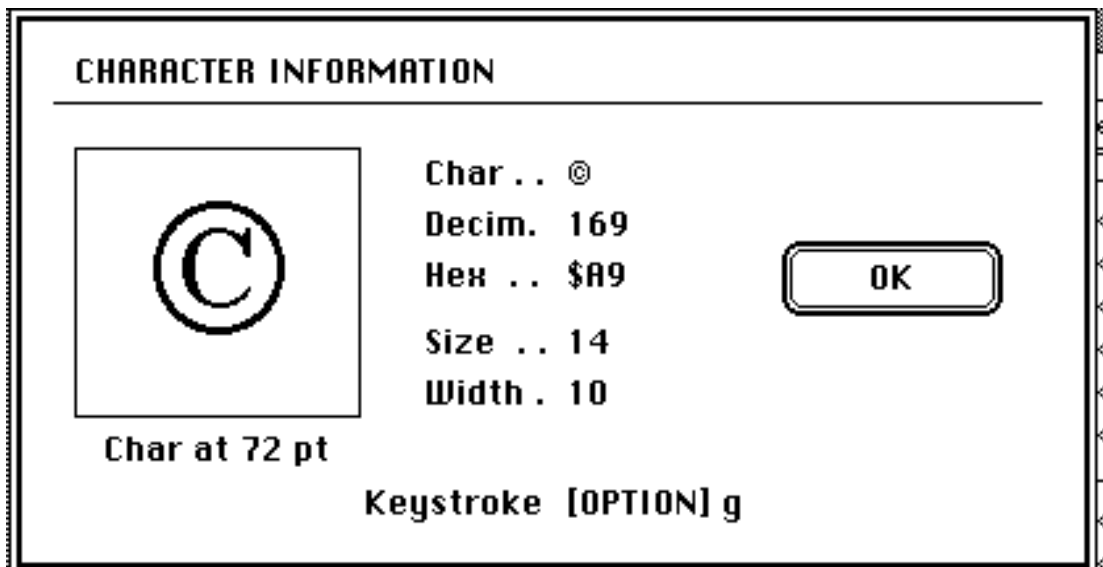 CHARACTER INFORMATION
©
Char at 72 pt
Char . . ©
Decim. 169
Hex . . $A9
Size . . 14
Width . 10
OK
Keystroke [OPTION] g